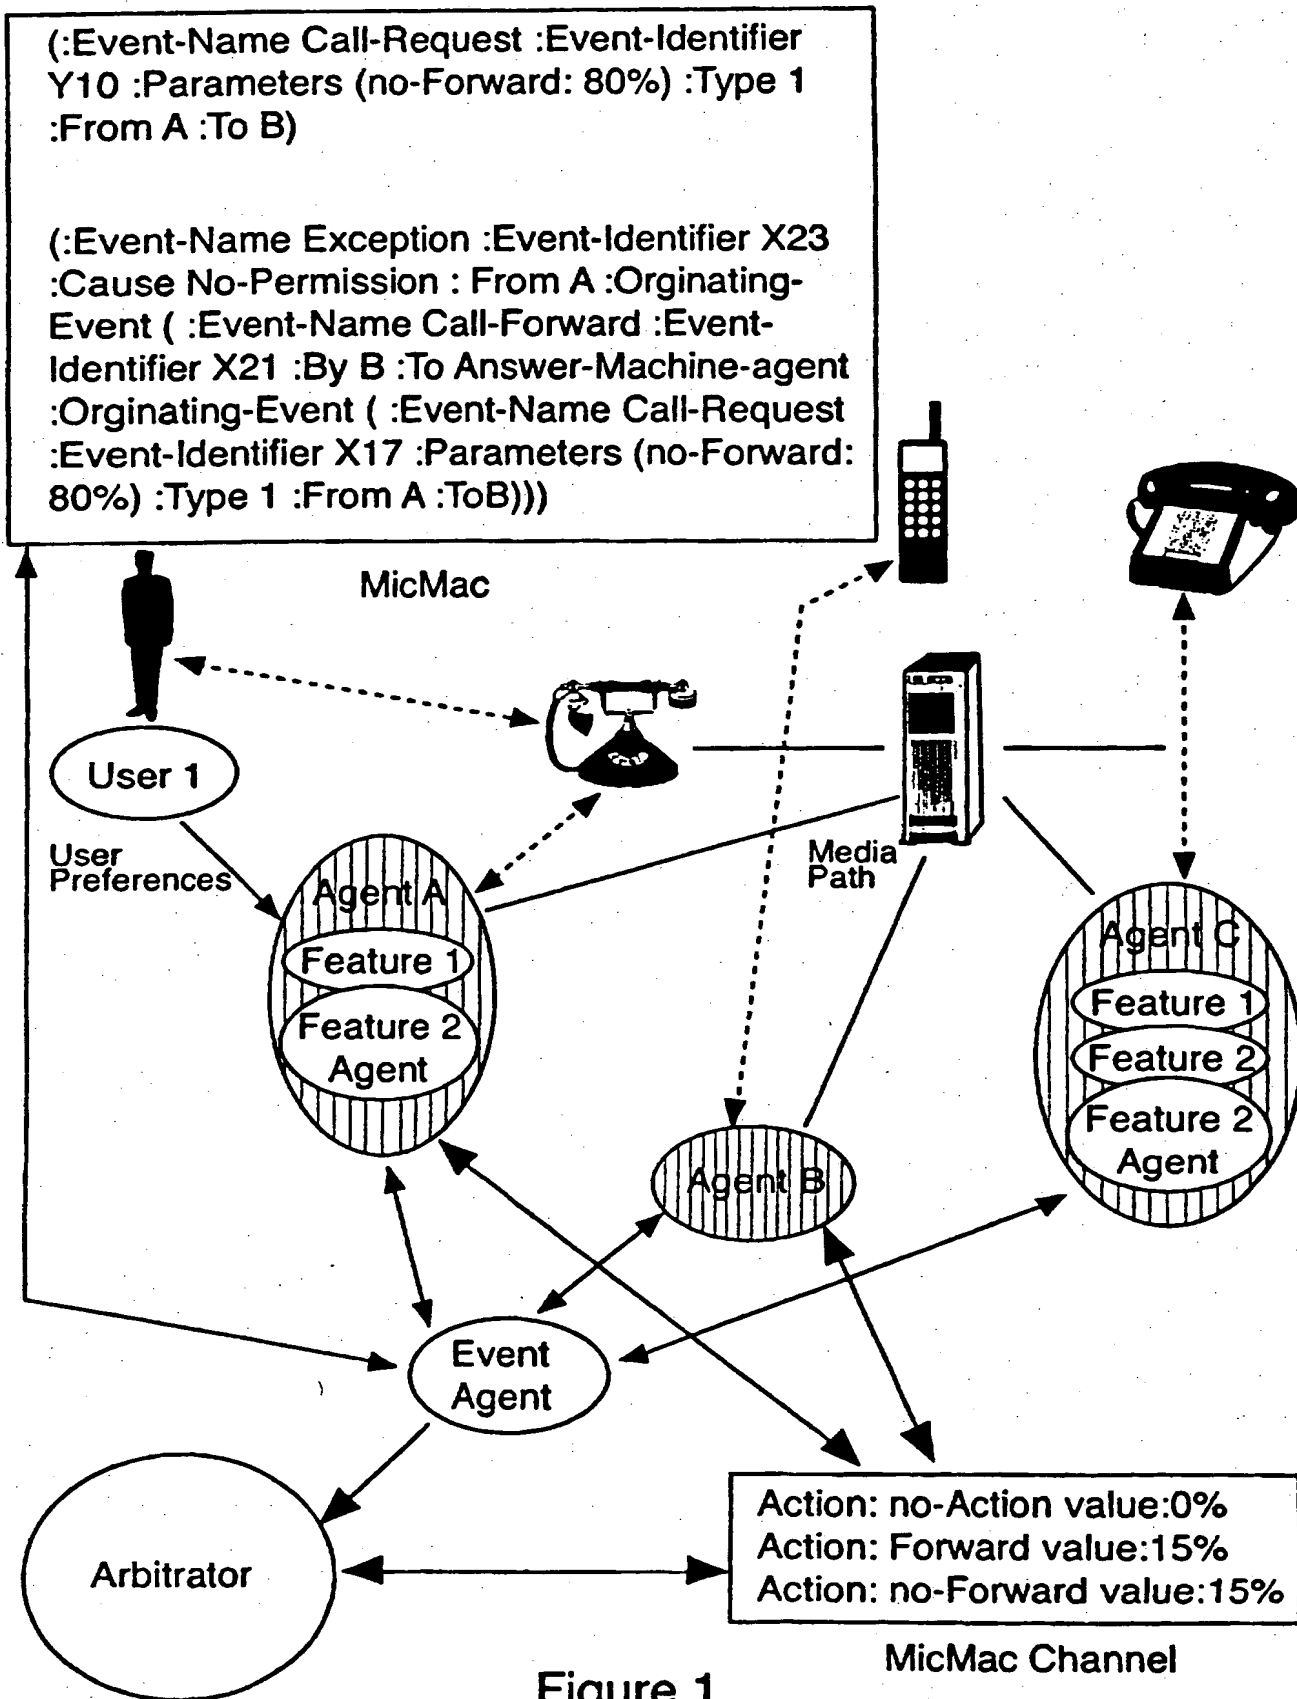 (:Event-Name Call-Request :Event-Identifier
Y10 :Parameters (no-Forward: 80%) :Type 1
:From A :To B)
(:Event-Name Exception :Event-Identifier X23
:Cause No-Permission : From A :Orginating-
Event ( :Event-Name Call-Forward :Event-
Identifier X21 :By B :To Answer-Machine-agent
:Orginating-Event ( :Event-Name Call-Request
:Event-Identifier X17 :Parameters (no-Forward:
80%) :Type 1 :From A :ToB)))
MicMac
User 1
User
Preferences
Media
Path
Agent A
Feature 1
Feature 2
Agent
Agent C
Feature 1
Feature 2
Feature 2
Agent
Agent B
Event
Agent
Arbitrator
Action: no-Action value:0%
Action: Forward value:15%
Action: no-Forward value:15%
MicMac Channel
Figure 1